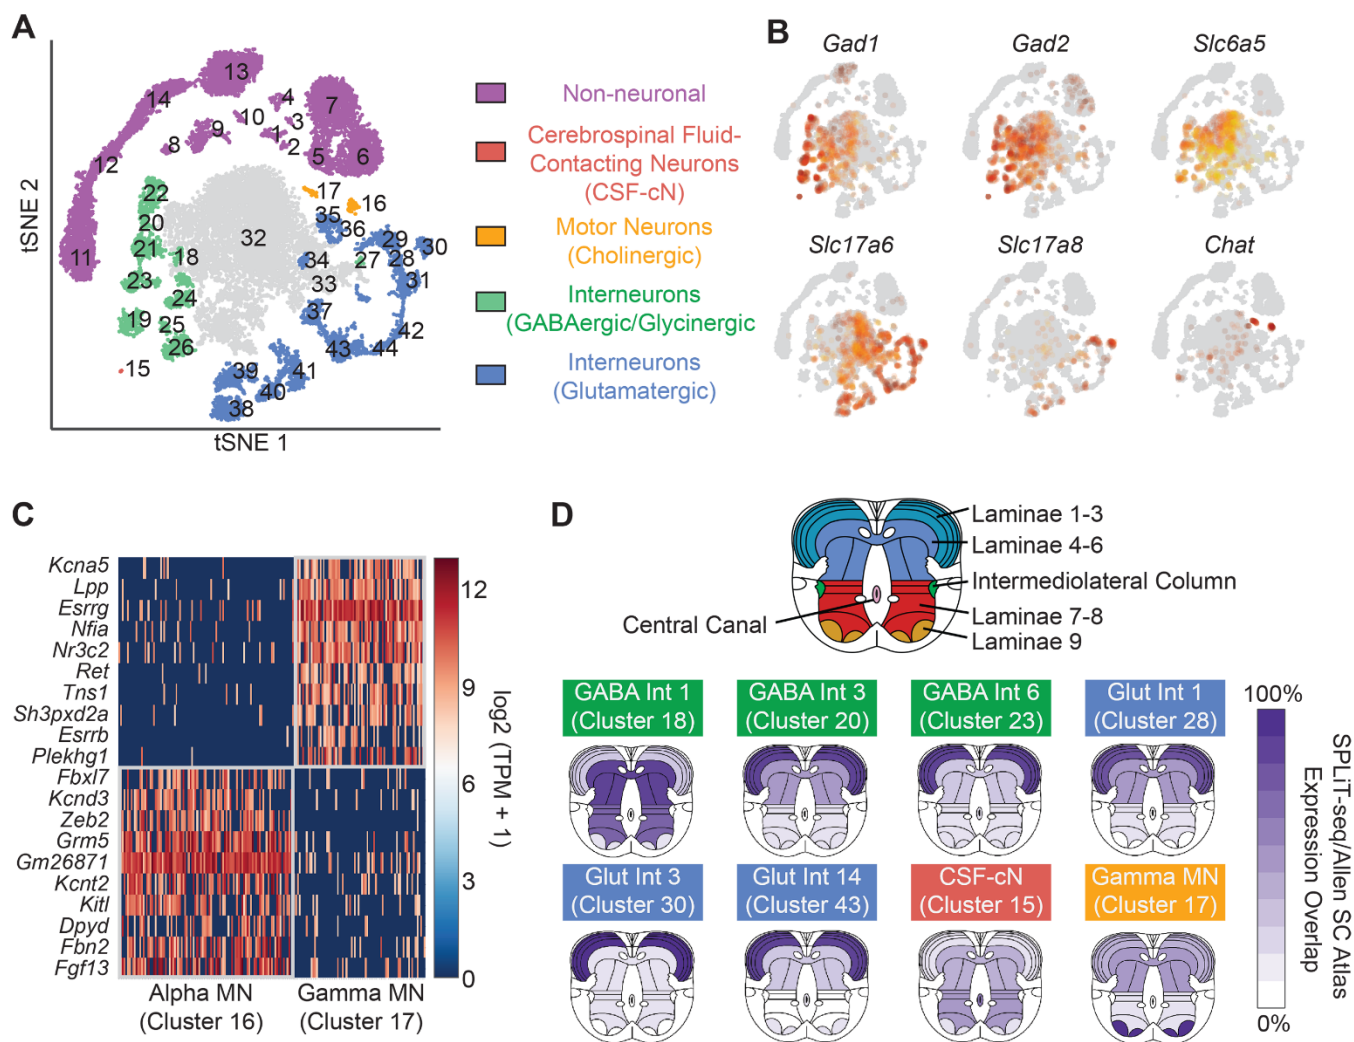 A
13
14
4
7
10
3
9
1
8
2
5
6
12
17
16
22
35
36
20
29
30
32
21
18
34
27
28
11
33
31
23
24
37
19
25
42
26
43
44
15
39
41
40
38
tSNE 2
tSNE 1
Non-neuronal
Cerebrospinal Fluid-
Contacting Neurons
(CSF-cN)
Motor Neurons
(Cholinergic)
Interneurons
(GABAergic/Glycinergic
Interneurons
(Glutamatergic)
B
Gad1
Gad2
Slc6a5
Slc17a6
Slc17a8
Chat
C
Kcna5
Lpp
Esrrg
Nfia
Nr3c2
Ret
Tns1
Sh3pxd2a
Esrrb
Plekhg1
Fbxl7
Kcnd3
Zeb2
Grm5
Gm26871
Kcnt2
Kitl
Dpyd
Fbn2
Fgf13
Alpha MN
(Cluster 16)
Gamma MN
(Cluster 17)
12
9
6
3
0
log2 (TPM + 1)
D
Laminae 1-3
Laminae 4-6
Intermediolateral Column
Laminae 7-8
Laminae 9
Central Canal
GABA Int 1
(Cluster 18)
GABA Int 3
(Cluster 20)
GABA Int 6
(Cluster 23)
Glut Int 1
(Cluster 28)
Glut Int 3
(Cluster 30)
Glut Int 14
(Cluster 43)
CSF-cN
(Cluster 15)
Gamma MN
(Cluster 17)
100%
0%
SPLiT-seq/Allen SC Atlas
Expression Overlap